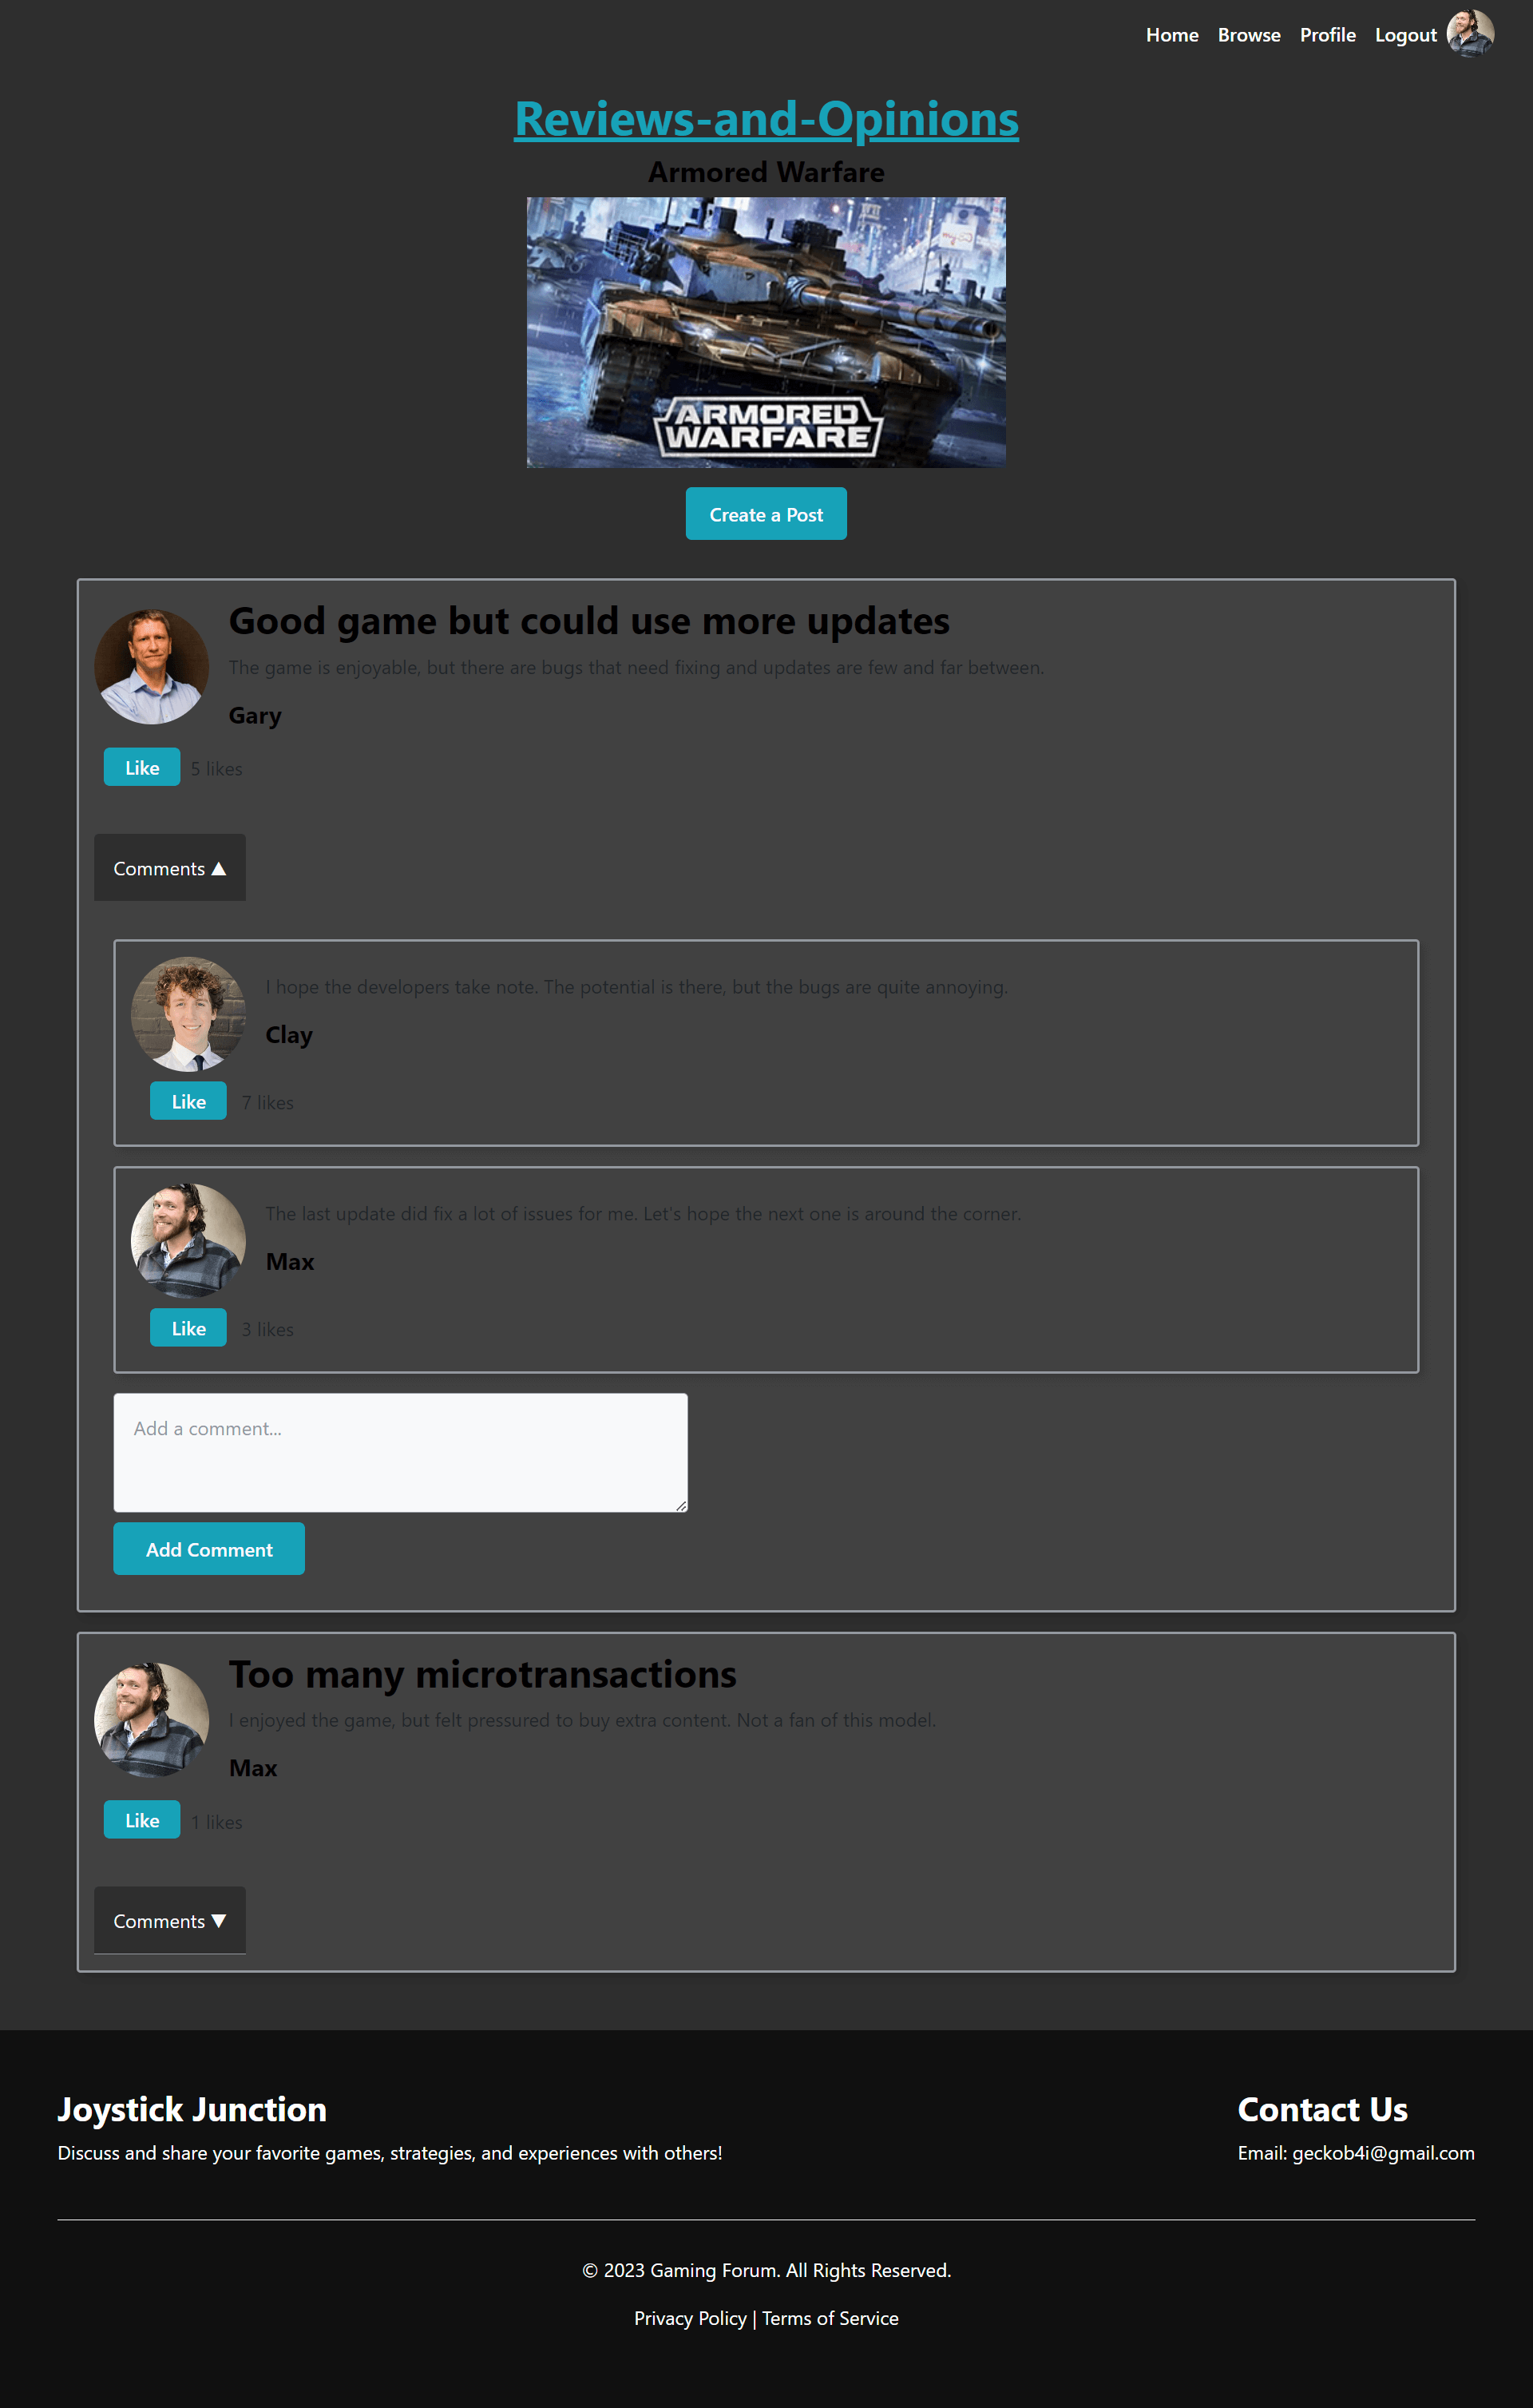 Home Browse Profile Logout
Reviews-and-Opinions
Armored Warfare
ARMORED
WARFARE
Create a Post
Good game but could use more updates
The game is enjoyable, but there are bugs that need fixing and updates are few and far between.
Gary
Like 5 likes
Comments ▲
I hope the developers take note. The potential is there, but the bugs are quite annoying.
Clay
Like 7 likes
The last update did fix a lot of issues for me. Let's hope the next one is around the corner.
Max
Like 3 likes
Add a comment...
Add Comment
Too many microtransactions
I enjoyed the game, but felt pressured to buy extra content. Not a fan of this model.
Max
Like 1 likes
Comments ▼
Joystick Junction
Contact Us
Discuss and share your favorite games, strategies, and experiences with others!
Email: geckob4i@gmail.com
© 2023 Gaming Forum. All Rights Reserved.
Privacy Policy | Terms of Service